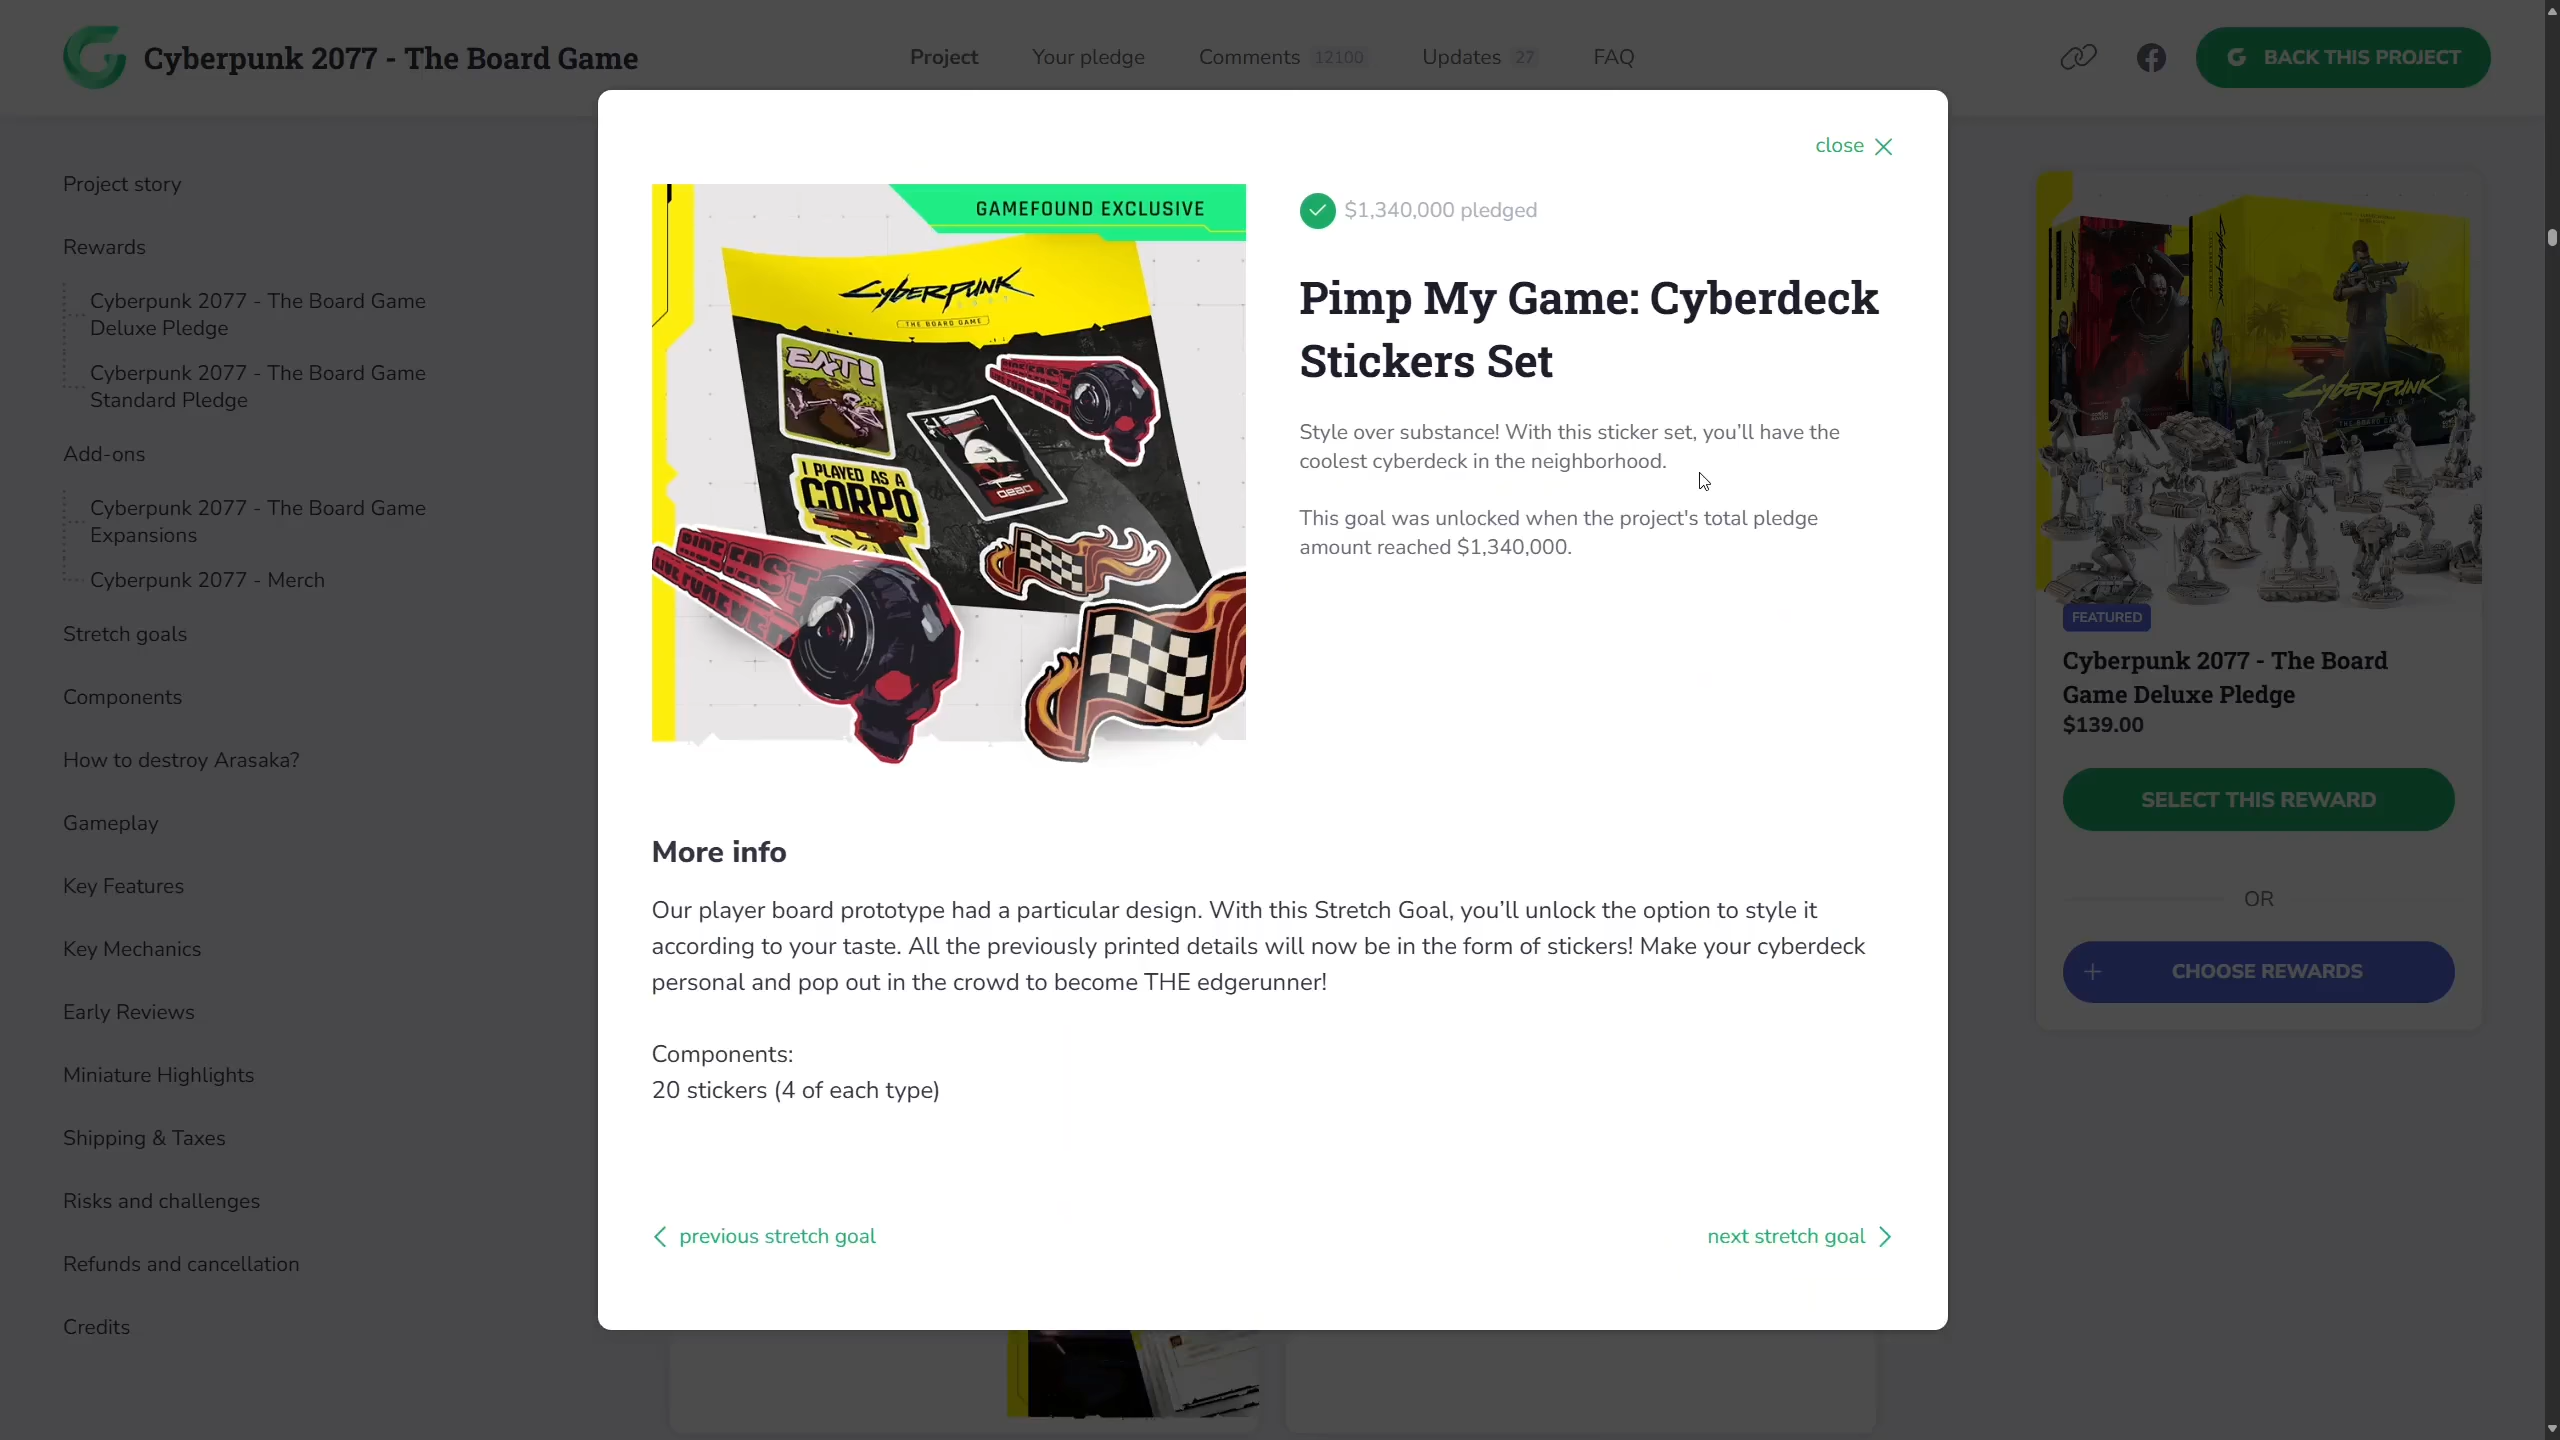 Cyberpunk 2077 - The Board Game
Project
Your pledge
Comments 12100
Updates 27
FAQ
BACK THIS PROJECT
Project story
Rewards
Cyberpunk 2077 - The Board Game
Deluxe Pledge
Cyberpunk 2077 - The Board Game
Standard Pledge
Add-ons
Cyberpunk 2077 - The Board Game
Expansions
Cyberpunk 2077 - Merch
Stretch goals
Components
How to destroy Arasaka?
Gameplay
Key Features
Key Mechanics
Early Reviews
Miniature Highlights
Shipping & Taxes
Risks and challenges
Refunds and cancellation
Credits
close
GAMEFOUND EXCLUSIVE
CYBERPUNK
THE BOARD GAME
EAT!
RIDE FAST
LIVE FOREVER
DEAD
I PLAYED AS A
CORPO
RIDE FAST
LIVE FOREVER
$1,340,000 pledged
Pimp My Game: Cyberdeck
Stickers Set
Style over substance! With this sticker set, you’ll have the
coolest cyberdeck in the neighborhood.
This goal was unlocked when the project's total pledge
amount reached $1,340,000.
More info
Our player board prototype had a particular design. With this Stretch Goal, you’ll unlock the option to style it
according to your taste. All the previously printed details will now be in the form of stickers! Make your cyberdeck
personal and pop out in the crowd to become THE edgerunner!
Components:
20 stickers (4 of each type)
previous stretch goal
next stretch goal
CYBERPUNK
FEATURED
Cyberpunk 2077 - The Board
Game Deluxe Pledge
$139.00
SELECT THIS REWARD
OR
CHOOSE REWARDS